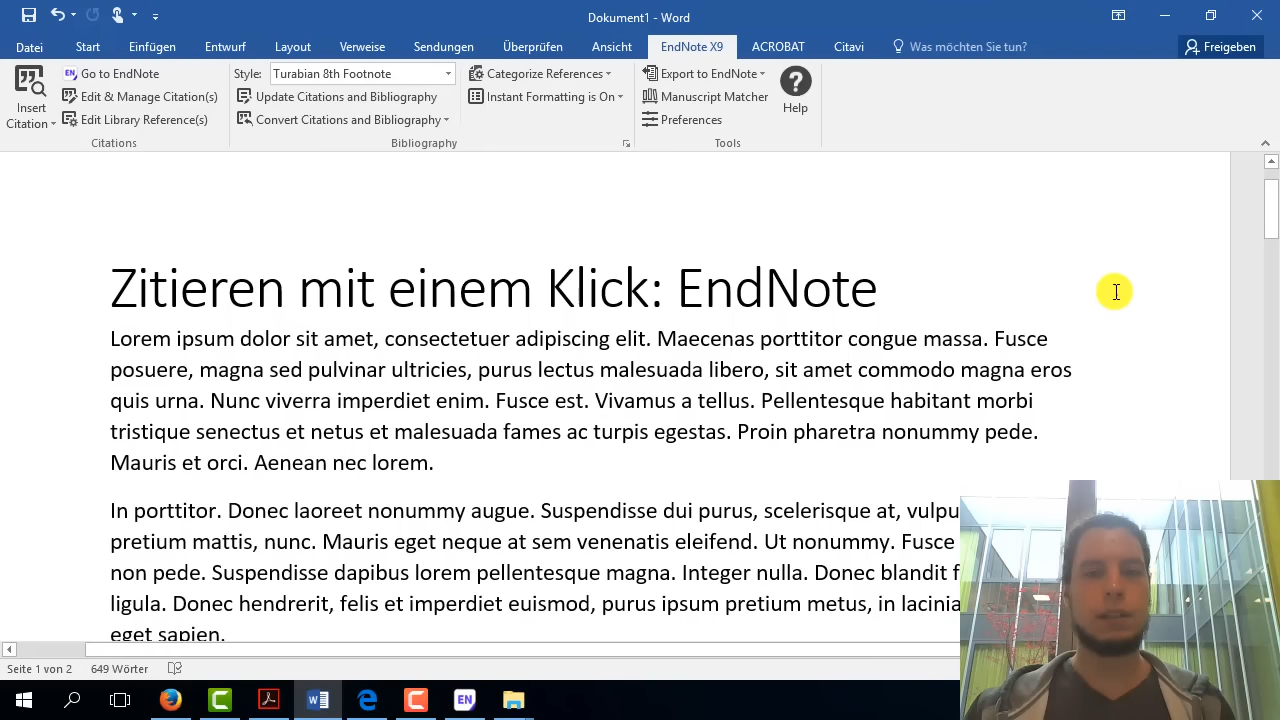 Dokument1 - Word
Datei Start Einfügen Entwurf Layout Verweise Sendungen Überprüfen Ansicht EndNote X9 ACROBAT Citavi Was möchten Sie tun? Freigeben
Insert Citation
EN Go to EndNote
Edit & Manage Citation(s)
Edit Library Reference(s)
Citations
Style: Turabian 8th Footnote
Update Citations and Bibliography
Convert Citations and Bibliography
Categorize References
Instant Formatting is On
Bibliography
Export to EndNote
Manuscript Matcher
Preferences
Tools
? Help
Zitieren mit einem Klick: EndNote
Lorem ipsum dolor sit amet, consectetuer adipiscing elit. Maecenas porttitor congue massa. Fusce
posuere, magna sed pulvinar ultricies, purus lectus malesuada libero, sit amet commodo magna eros
quis urna. Nunc viverra imperdiet enim. Fusce est. Vivamus a tellus. Pellentesque habitant morbi
tristique senectus et netus et malesuada fames ac turpis egestas. Proin pharetra nonummy pede.
Mauris et orci. Aenean nec lorem.
In porttitor. Donec laoreet nonummy augue. Suspendisse dui purus, scelerisque at, vulpu
pretium mattis, nunc. Mauris eget neque at sem venenatis eleifend. Ut nonummy. Fusce
non pede. Suspendisse dapibus lorem pellentesque magna. Integer nulla. Donec blandit f
ligula. Donec hendrerit, felis et imperdiet euismod, purus ipsum pretium metus, in lacinia
eget sapien.
Seite 1 von 2 649 Wörter
EN